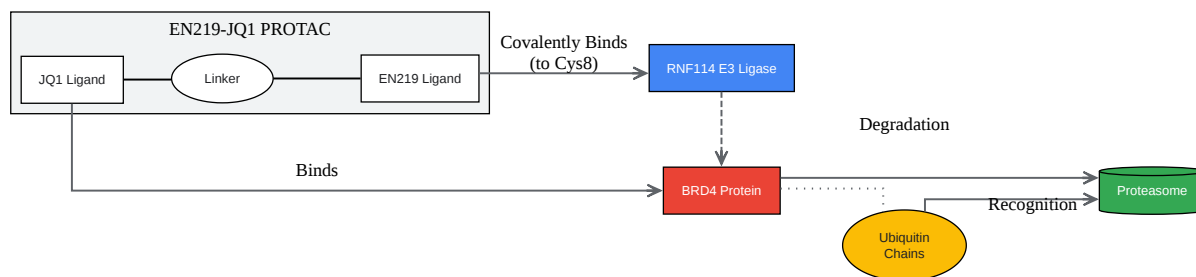 EN219-JQ1 PROTAC
JQ1 Ligand
Linker
EN219 Ligand
Covalently Binds
(to Cys8)
RNF114 E3 Ligase
Degradation
Binds
BRD4 Protein
Proteasome
Recognition
Ubiquitin
Chains